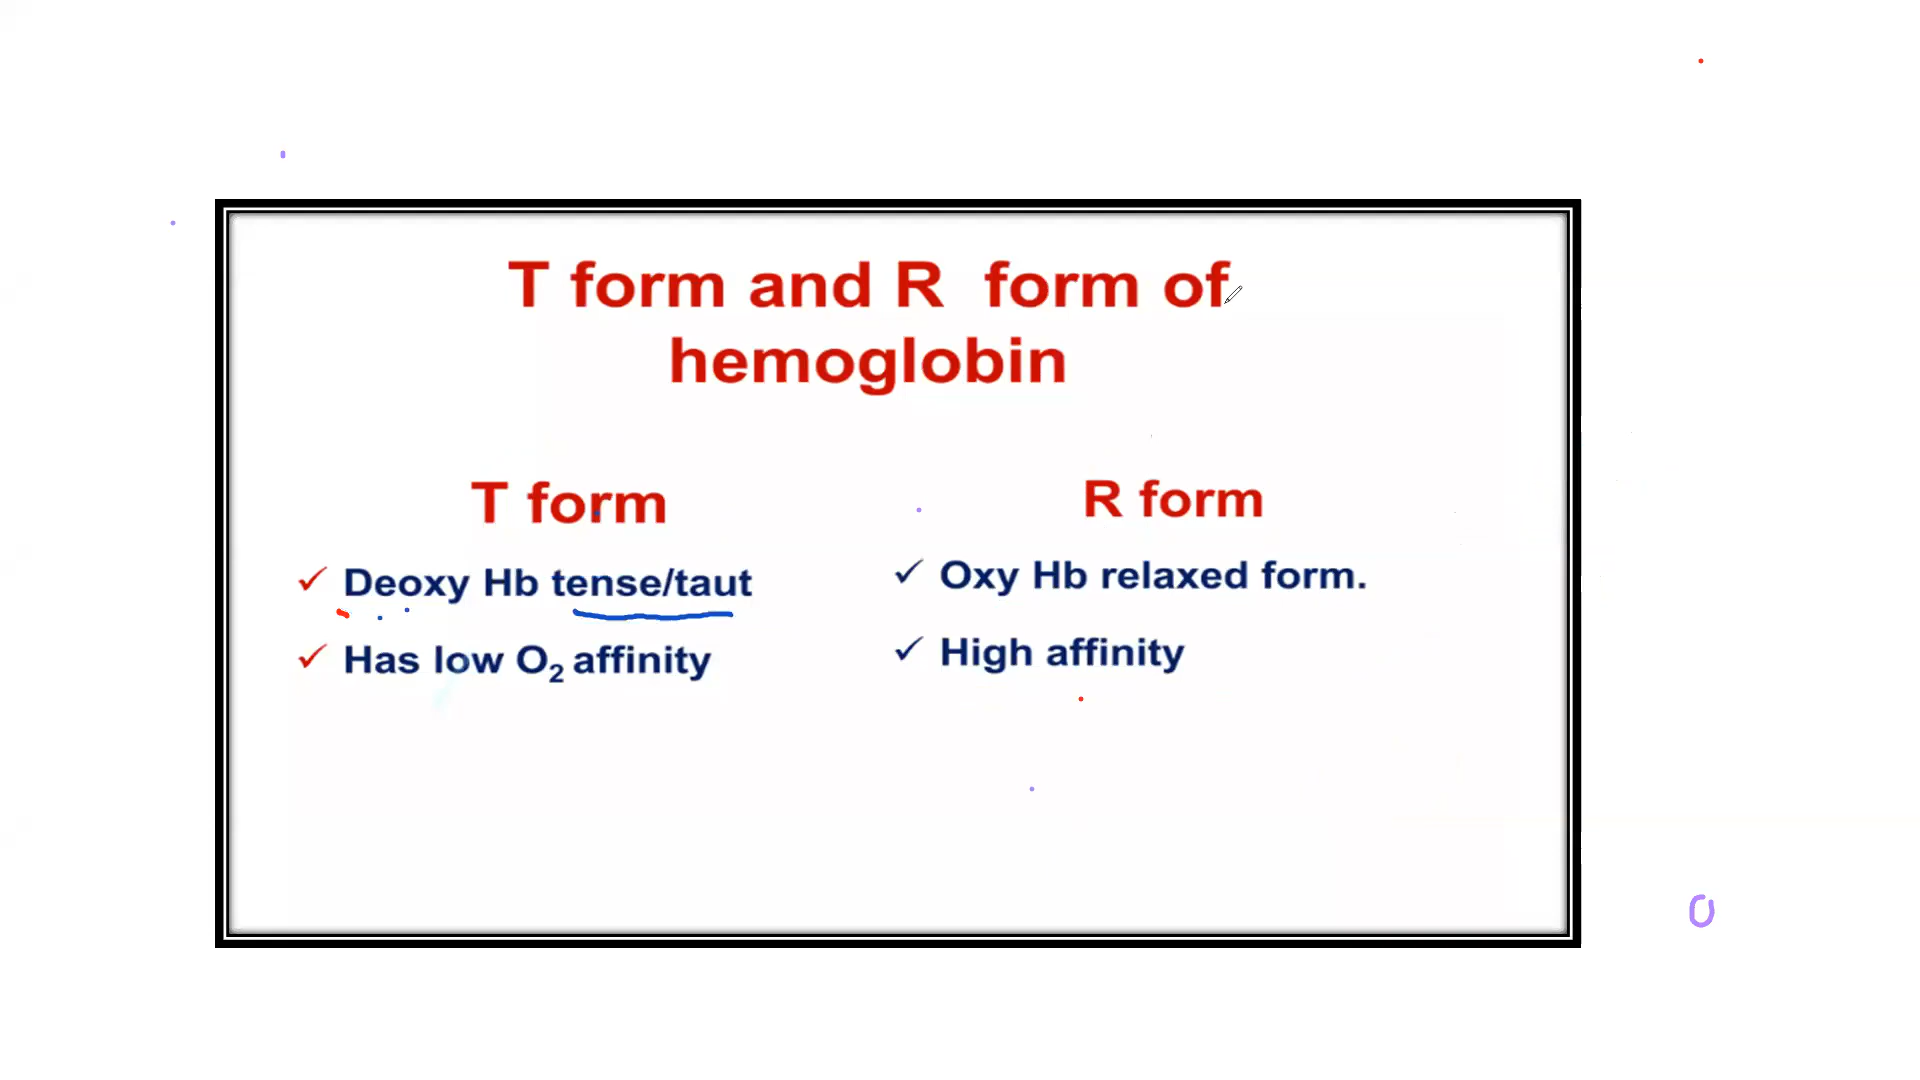 T form and R form of
hemoglobin
T form
Deoxy Hb tense/taut
Has low O₂ affinity
R form
Oxy Hb relaxed form.
High affinity
0